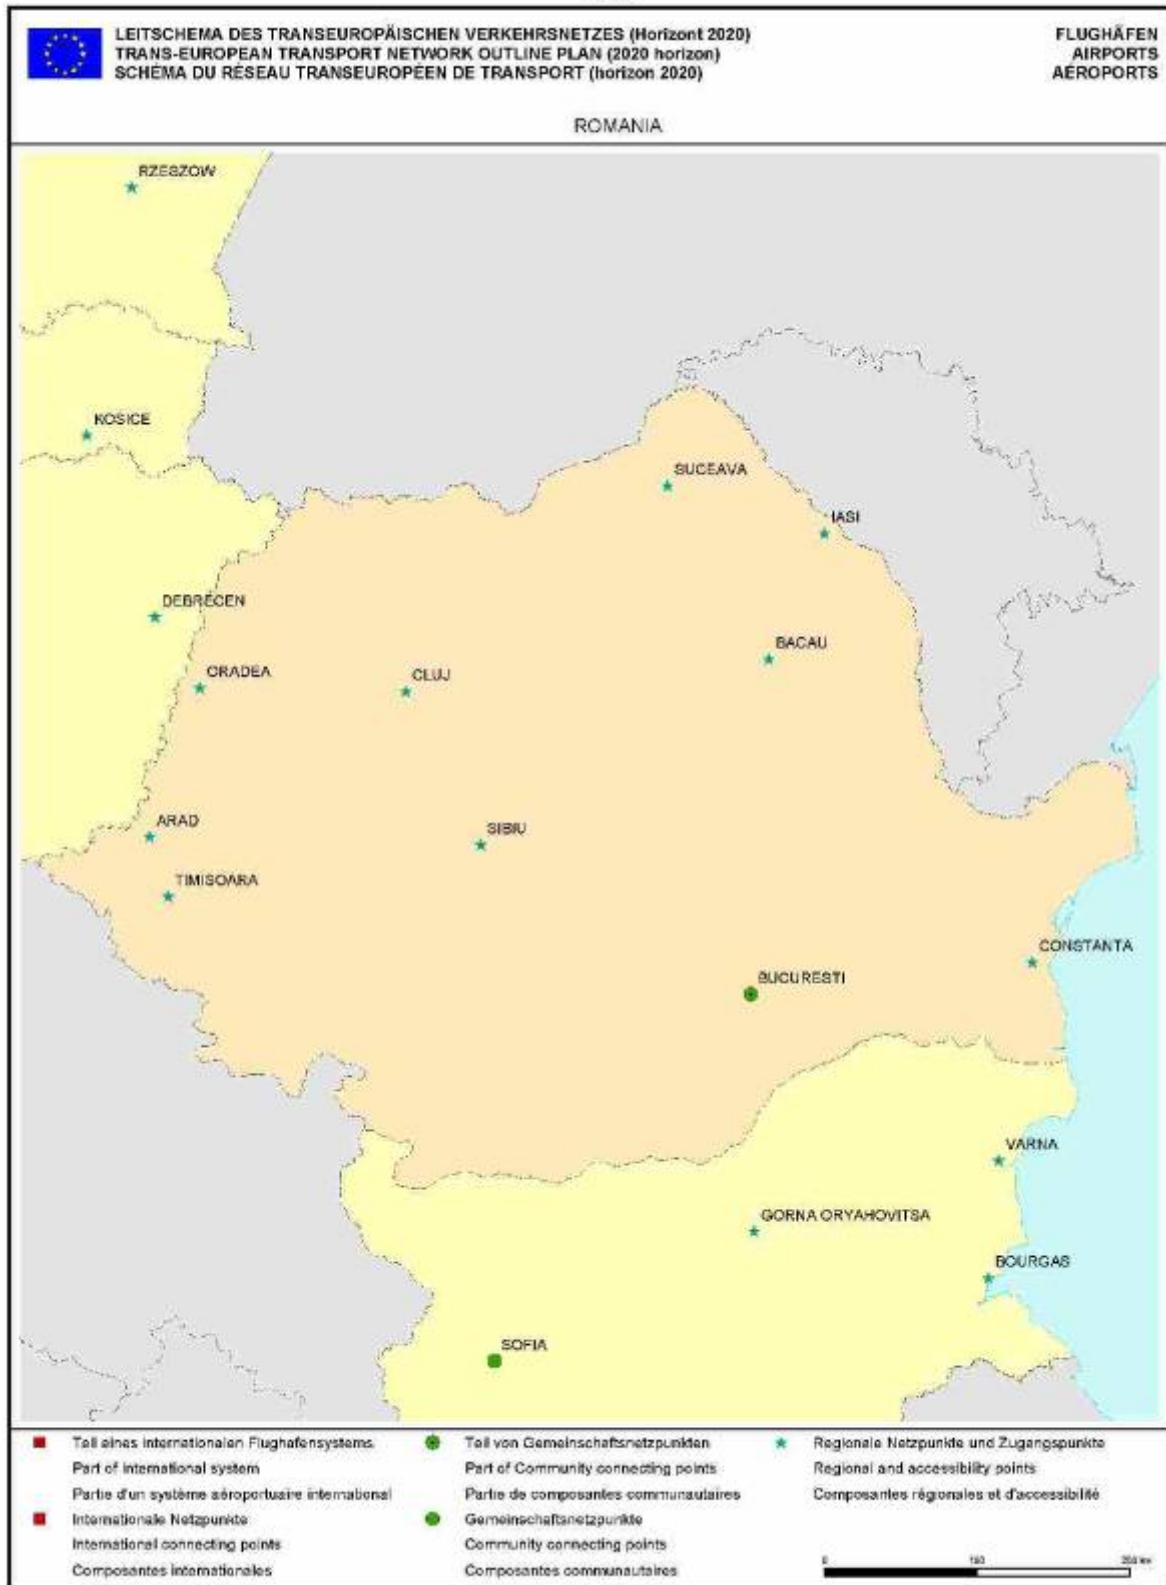 LEITSCHEMA DES TRANSEUROPÄISCHEN VERKEHRSNETZES (Horizont 2020)
TRANS-EUROPEAN TRANSPORT NETWORK OUTLINE PLAN (2020 horizon)
SCHÉMA DU RÉSEAU TRANSEUROPÉEN DE TRANSPORT (horizon 2020)
FLUGHÄFEN
AIRPORTS
AÉROPORTS
ROMANIA
RZESZOW
KOSICE
SUCEAVA
IASI
DEBRECEN
BACAU
ORADEA
CLUJ
ARAD
SIBIU
TIMISOARA
CONSTANTA
BUCURESTI
VARNA
GORNA ORYAHOVITSA
BOURGAS
SOFIA
Teil eines internationalen Flughafensystems
Part of international system
Partie d'un système aéroportuaire international
Internationale Netzpunkte
International connecting points
Composantes internationales
Teil von Gemeinschaftsnetzpunkten
Part of Community connecting points
Partie de composantes communautaires
Gemeinschaftsnetzpunkte
Community connecting points
Composantes communautaires
Regionale Netzpunkte und Zugangspunkte
Regional and accessibility points
Composantes régionales et d'accessibilité
0
km